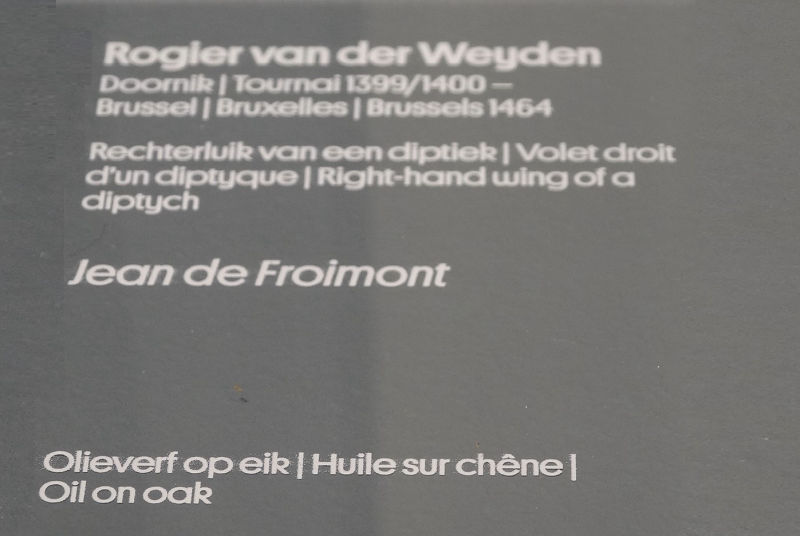 Rogier van der Weyden
Doornik | Tournai 1399/1400 –
Brussel | Bruxelles | Brussels 1464
Rechterluik van een diptiek | Volet droit
d'un diptyque | Right-hand wing of a
diptych
Jean de Froimont
Olieverf op eik | Huile sur chêne |
Oil on oak